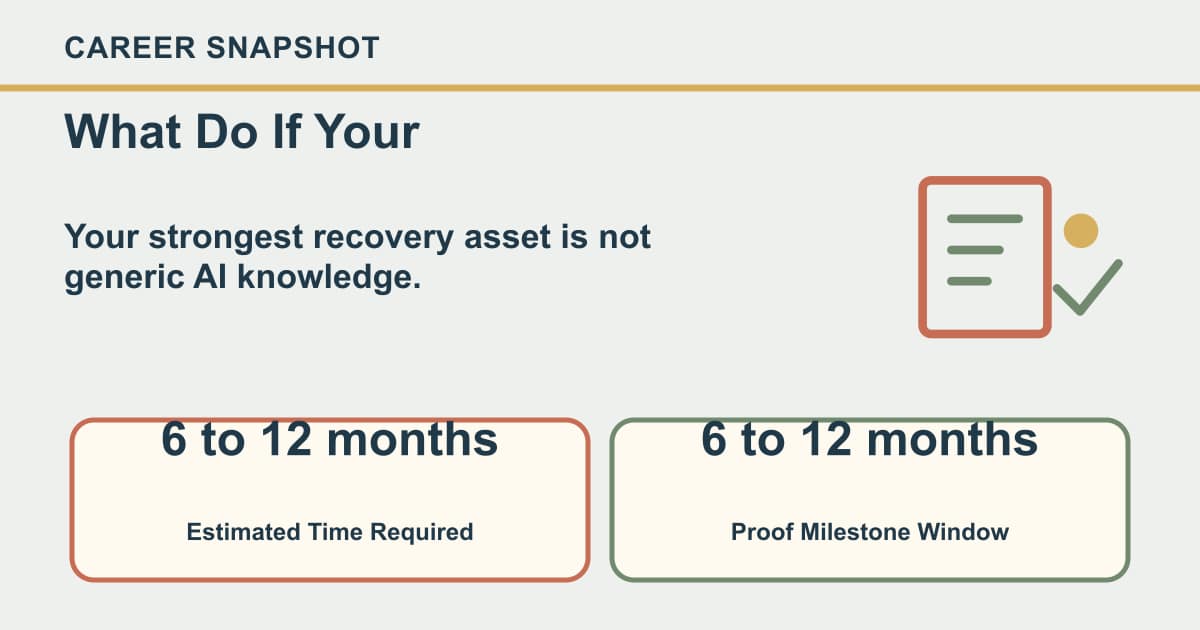 CAREER SNAPSHOT
What Do If Your
Your strongest recovery asset is not
generic AI knowledge.
6 to 12 months
Estimated Time Required
6 to 12 months
Proof Milestone Window